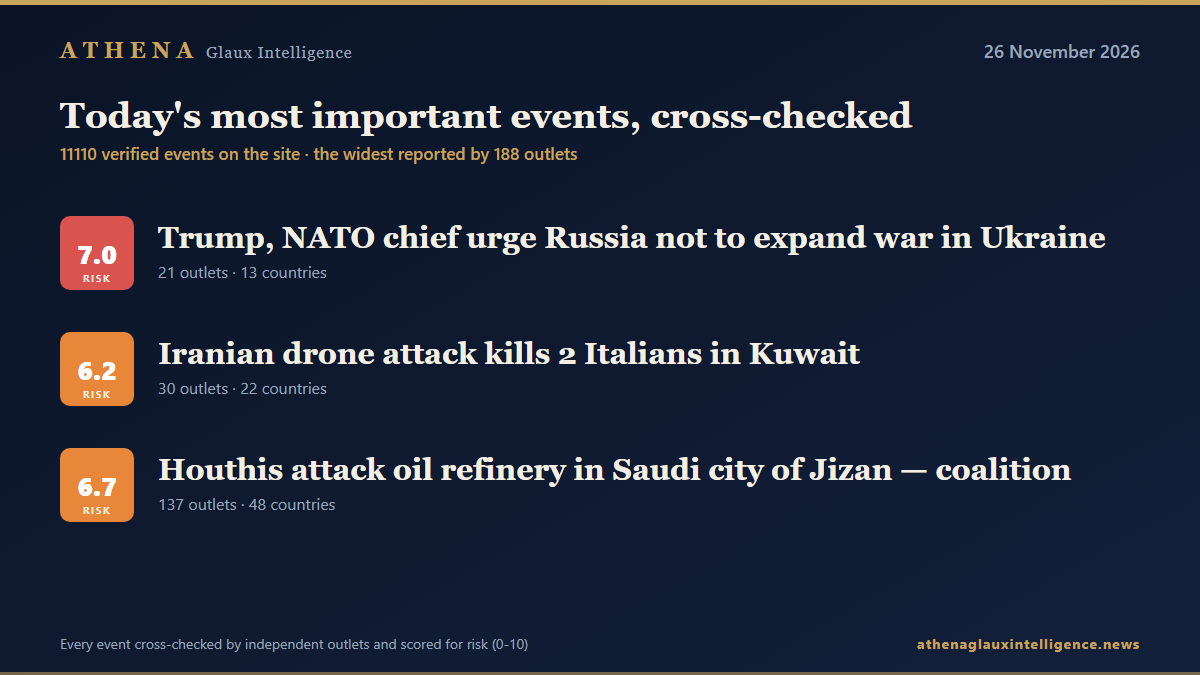 ATHENA Glaux Intelligence
26 November 2026
Today's most important events, cross-checked
11110 verified events on the site · the widest reported by 188 outlets
7.0
RISK
Trump, NATO chief urge Russia not to expand war in Ukraine
21 outlets · 13 countries
6.2
RISK
Iranian drone attack kills 2 Italians in Kuwait
30 outlets · 22 countries
6.7
RISK
Houthis attack oil refinery in Saudi city of Jizan — coalition
137 outlets · 48 countries
Every event cross-checked by independent outlets and scored for risk (0-10)
athenaglauxintelligence.news